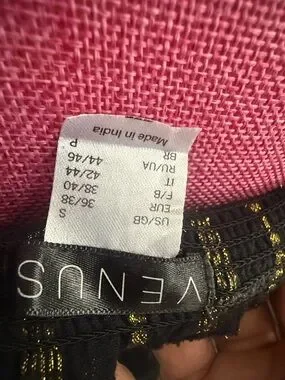 VENUS
US/GB S
EUR 36/38
F/B 38/40
IT 42/44
RU/UA 44/46
BR P
Made in India